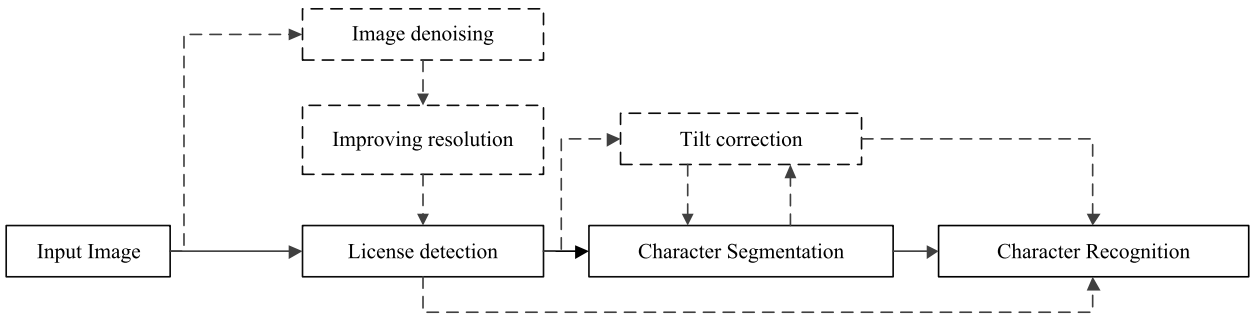 Image denoising
Improving resolution
Tilt correction
Input Image
License detection
Character Segmentation
Character Recognition